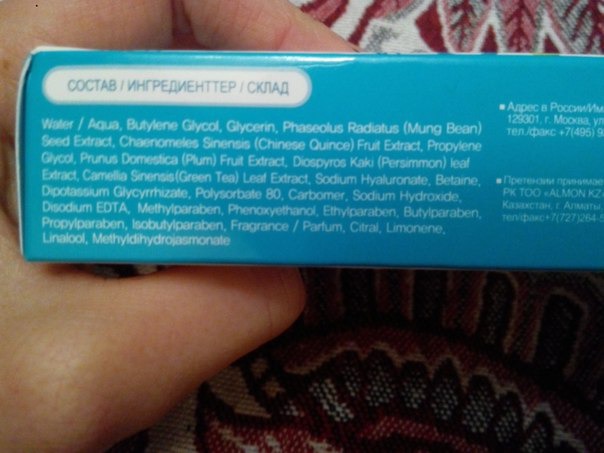 СОСТАВ / ИНГРЕДИЕНТТЕР / СКЛАД
Water / Aqua, Butylene Glycol, Glycerin, Phaseolus Radiatus (Mung Bean)
Seed Extract, Chaenomeles Sinensis (Chinese Quince) Fruit Extract, Propylene
Glycol, Prunus Domestica (Plum) Fruit Extract, Diospyros Kaki (Persimmon) leaf
Extract, Camellia Sinensis(Green Tea) Leaf Extract, Sodium Hyaluronate, Betaine,
Dipotassium Glycyrrhizate, Polysorbate 80, Carbomer, Sodium Hydroxide,
Disodium EDTA, Methylparaben, Phenoxyethanol, Ethylparaben, Butylparaben,
Propylparaben, Isobutylparaben, Fragrance / Parfum, Citral, Limonene,
Linalool, Methyldihydrojasmonate
▪ Адрес в России/Им
129301, г. Москва, ул
тел./факс +7(495) 9
▪ Претензии принимае
РК ТОО «ALMON KZ
Казахстан, г. Алматы.
тел/факс+7(727)264-5